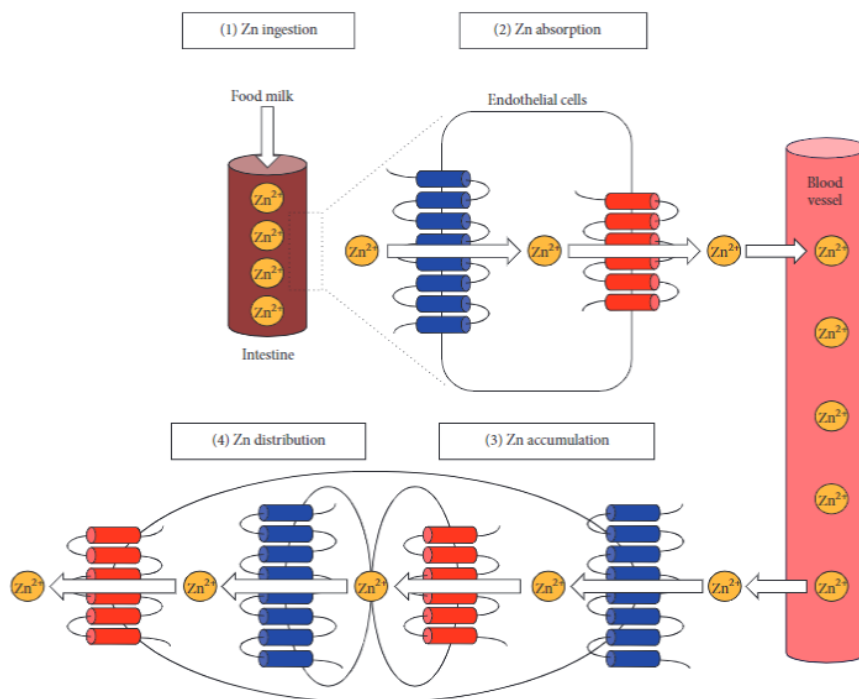 (1) Zn ingestion
(2) Zn absorption
Food milk
Endothelial cells
Blood
vessel
Zn²⁺
Zn²⁺
Zn²⁺
Zn²⁺
Intestine
Zn²⁺
Zn²⁺
Zn²⁺
Zn²⁺
Zn²⁺
Zn²⁺
Zn²⁺
(4) Zn distribution
(3) Zn accumulation
Zn²⁺
Zn²⁺
Zn²⁺
Zn²⁺
Zn²⁺
Zn²⁺